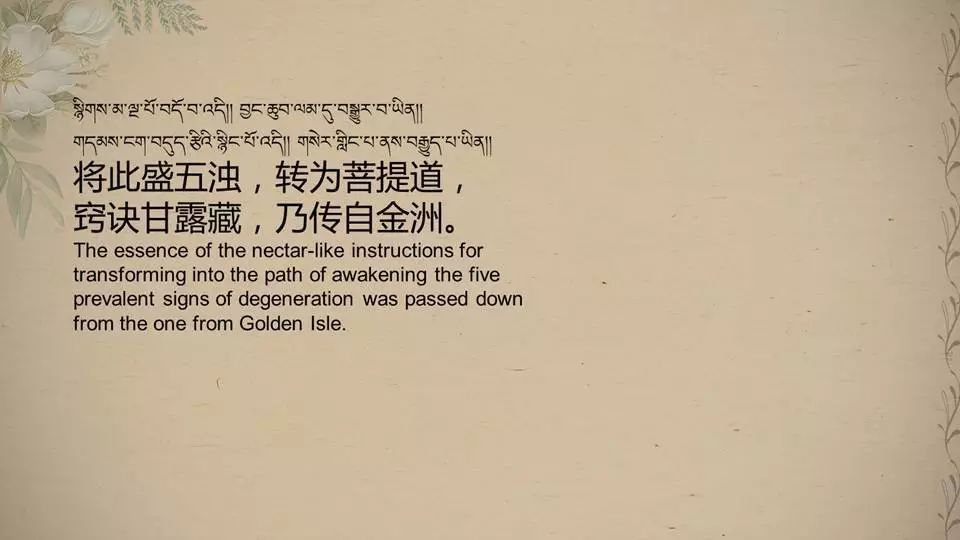 སྙིགས་མ་ལྔ་པོ་བདོ་བ་འདི།། བྱང་ཆུབ་ལམ་དུ་བསྒྱུར་བ་ཡིན།།
གདམས་ངག་བདུད་རྩིའི་སྙིང་པོ་འདི།། གསེར་གླིང་པ་ནས་བརྒྱུད་པ་ཡིན།།
将此盛五浊，转为菩提道，
窍诀甘露藏，乃传自金洲。
The essence of the nectar-like instructions for
transforming into the path of awakening the five
prevalent signs of degeneration was passed down
from the one from Golden Isle.